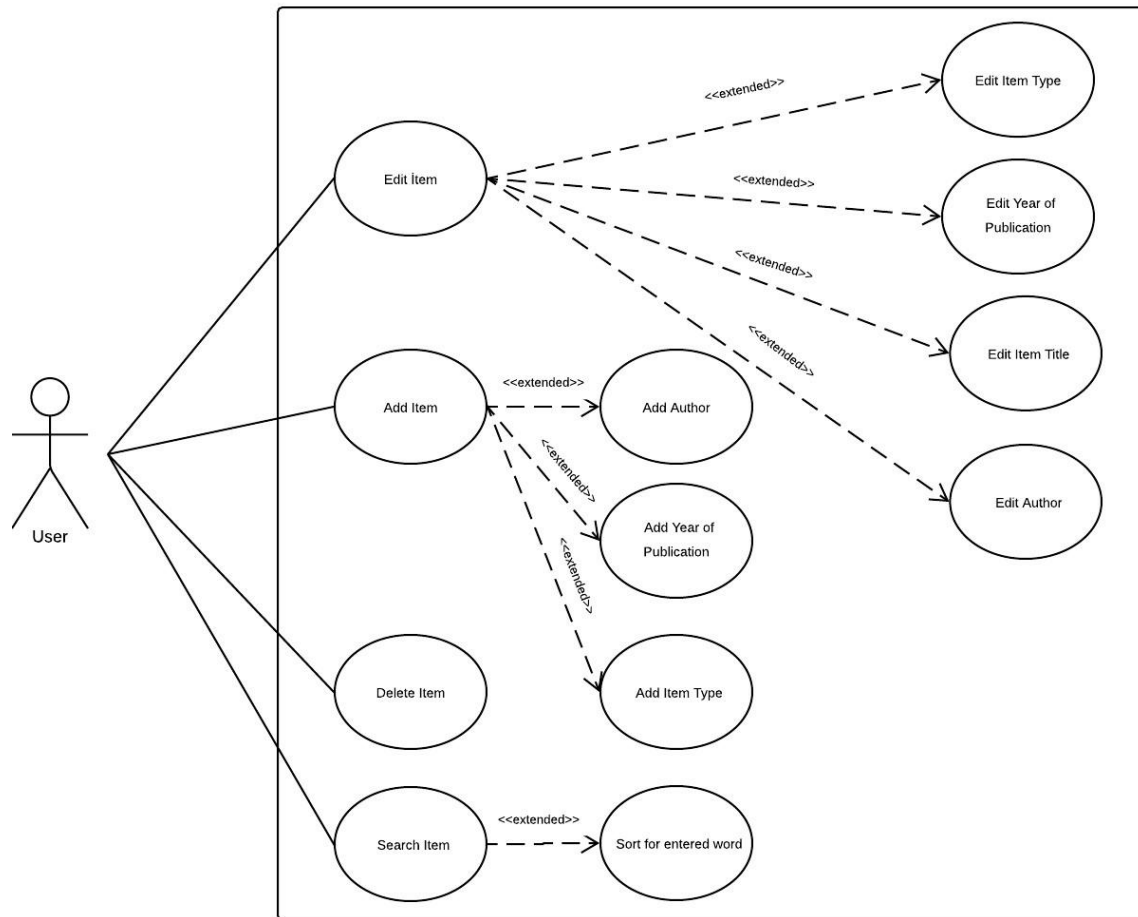 <<extended>>
Edit Item Type
Edit İtem
<<extended>>
Edit Year of
Publication
<<extended>>
Edit Item Title
<<extended>>
Edit Author
User
Add Item
<<extended>>
Add Author
<<extended>>
Add Year of
Publication
<<extended>>
Add Item Type
Delete Item
Search Item
<<extended>>
Sort for entered word